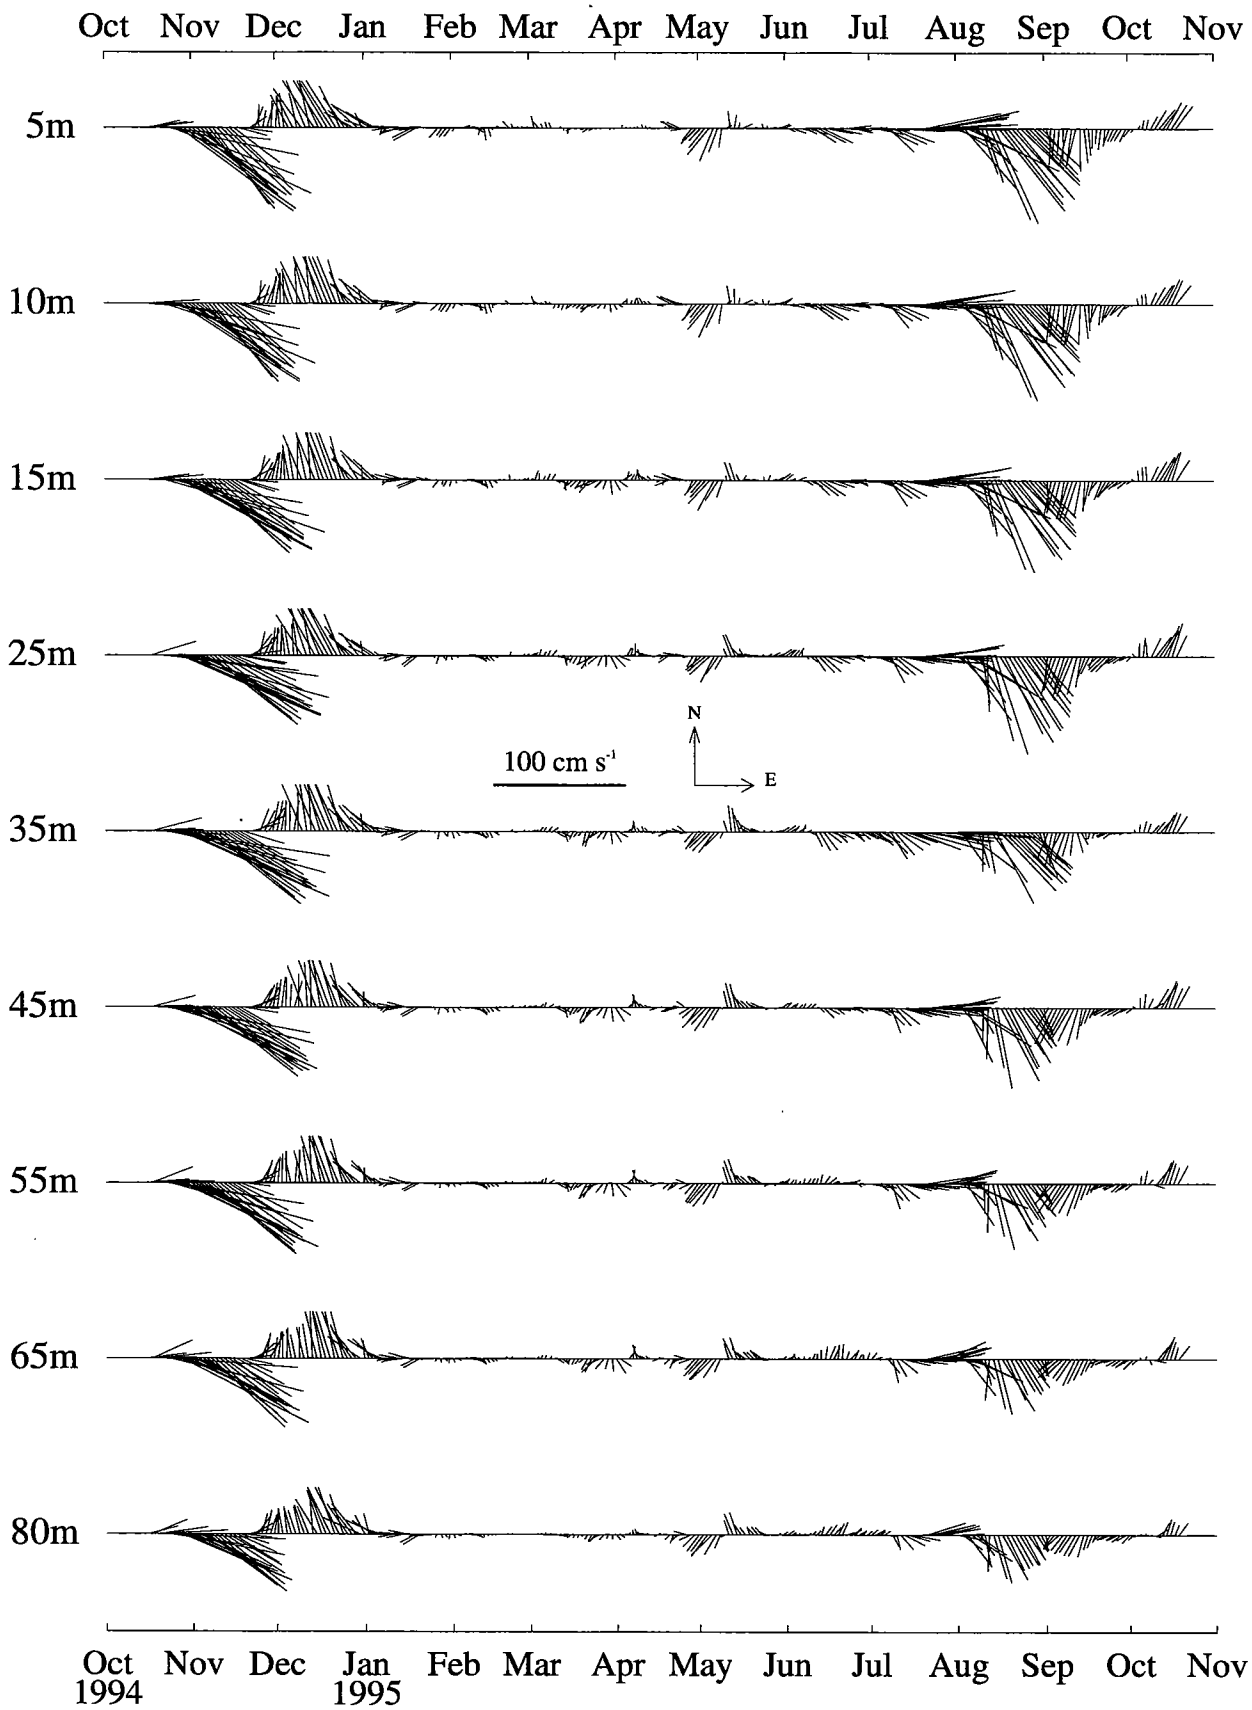 Oct Nov Dec Jan Feb Mar Apr May Jun Jul Aug Sep Oct Nov
5m
10m
15m
25m
N
100 cm s⁻¹
E
35m
45m
55m
65m
80m
Oct Nov Dec Jan Feb Mar Apr May Jun Jul Aug Sep Oct Nov
1994 1995